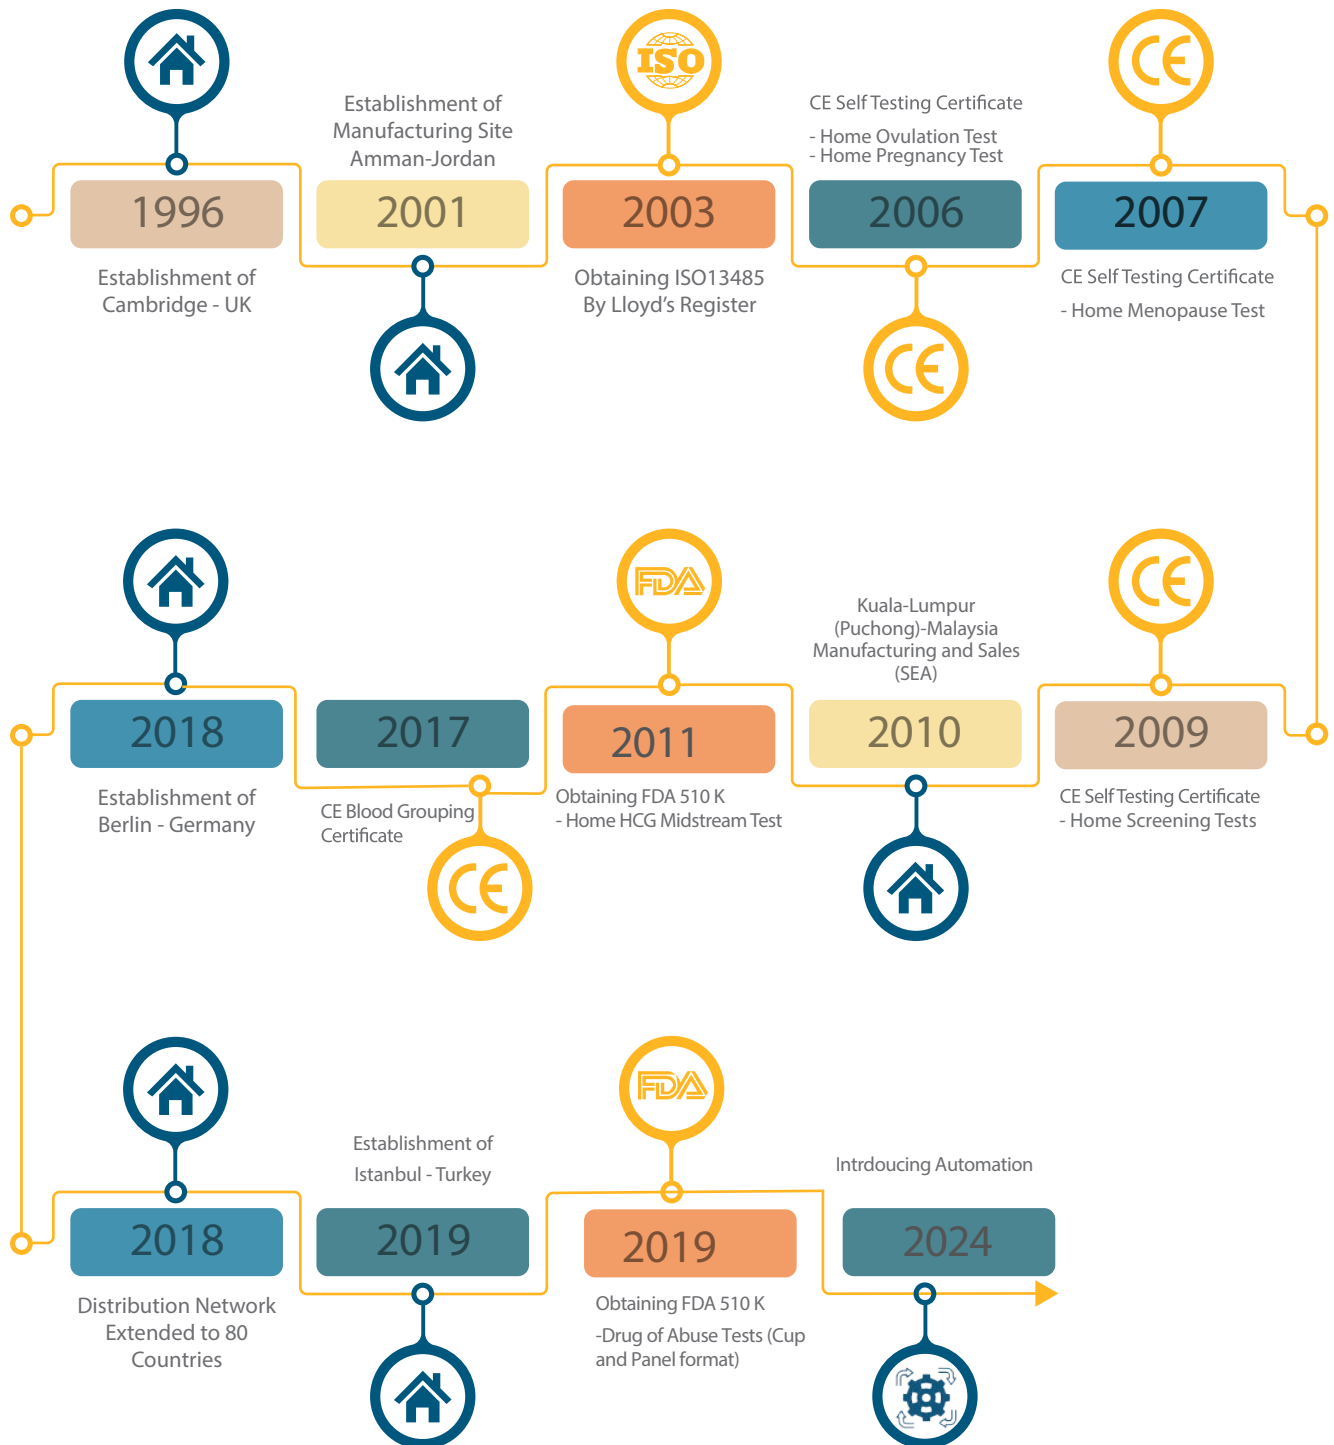 1996
Establishment of
Cambridge - UK
Establishment of
Manufacturing Site
Amman-Jordan
2001
ISO
2003
Obtaining ISO13485
By Lloyd’s Register
CE Self Testing Certificate
- Home Ovulation Test
- Home Pregnancy Test
2006
CE
CE
2007
CE Self Testing Certificate
- Home Menopause Test
CE
2009
CE Self Testing Certificate
- Home Screening Tests
Kuala-Lumpur
(Puchong)-Malaysia
Manufacturing and Sales
(SEA)
2010
FDA
2011
Obtaining FDA 510 K
- Home HCG Midstream Test
2017
CE Blood Grouping
Certificate
CE
2018
Establishment of
Berlin - Germany
2018
Distribution Network
Extended to 80
Countries
Establishment of
Istanbul - Turkey
2019
FDA
2019
Obtaining FDA 510 K
-Drug of Abuse Tests (Cup
and Panel format)
Intrdoucing Automation
2024